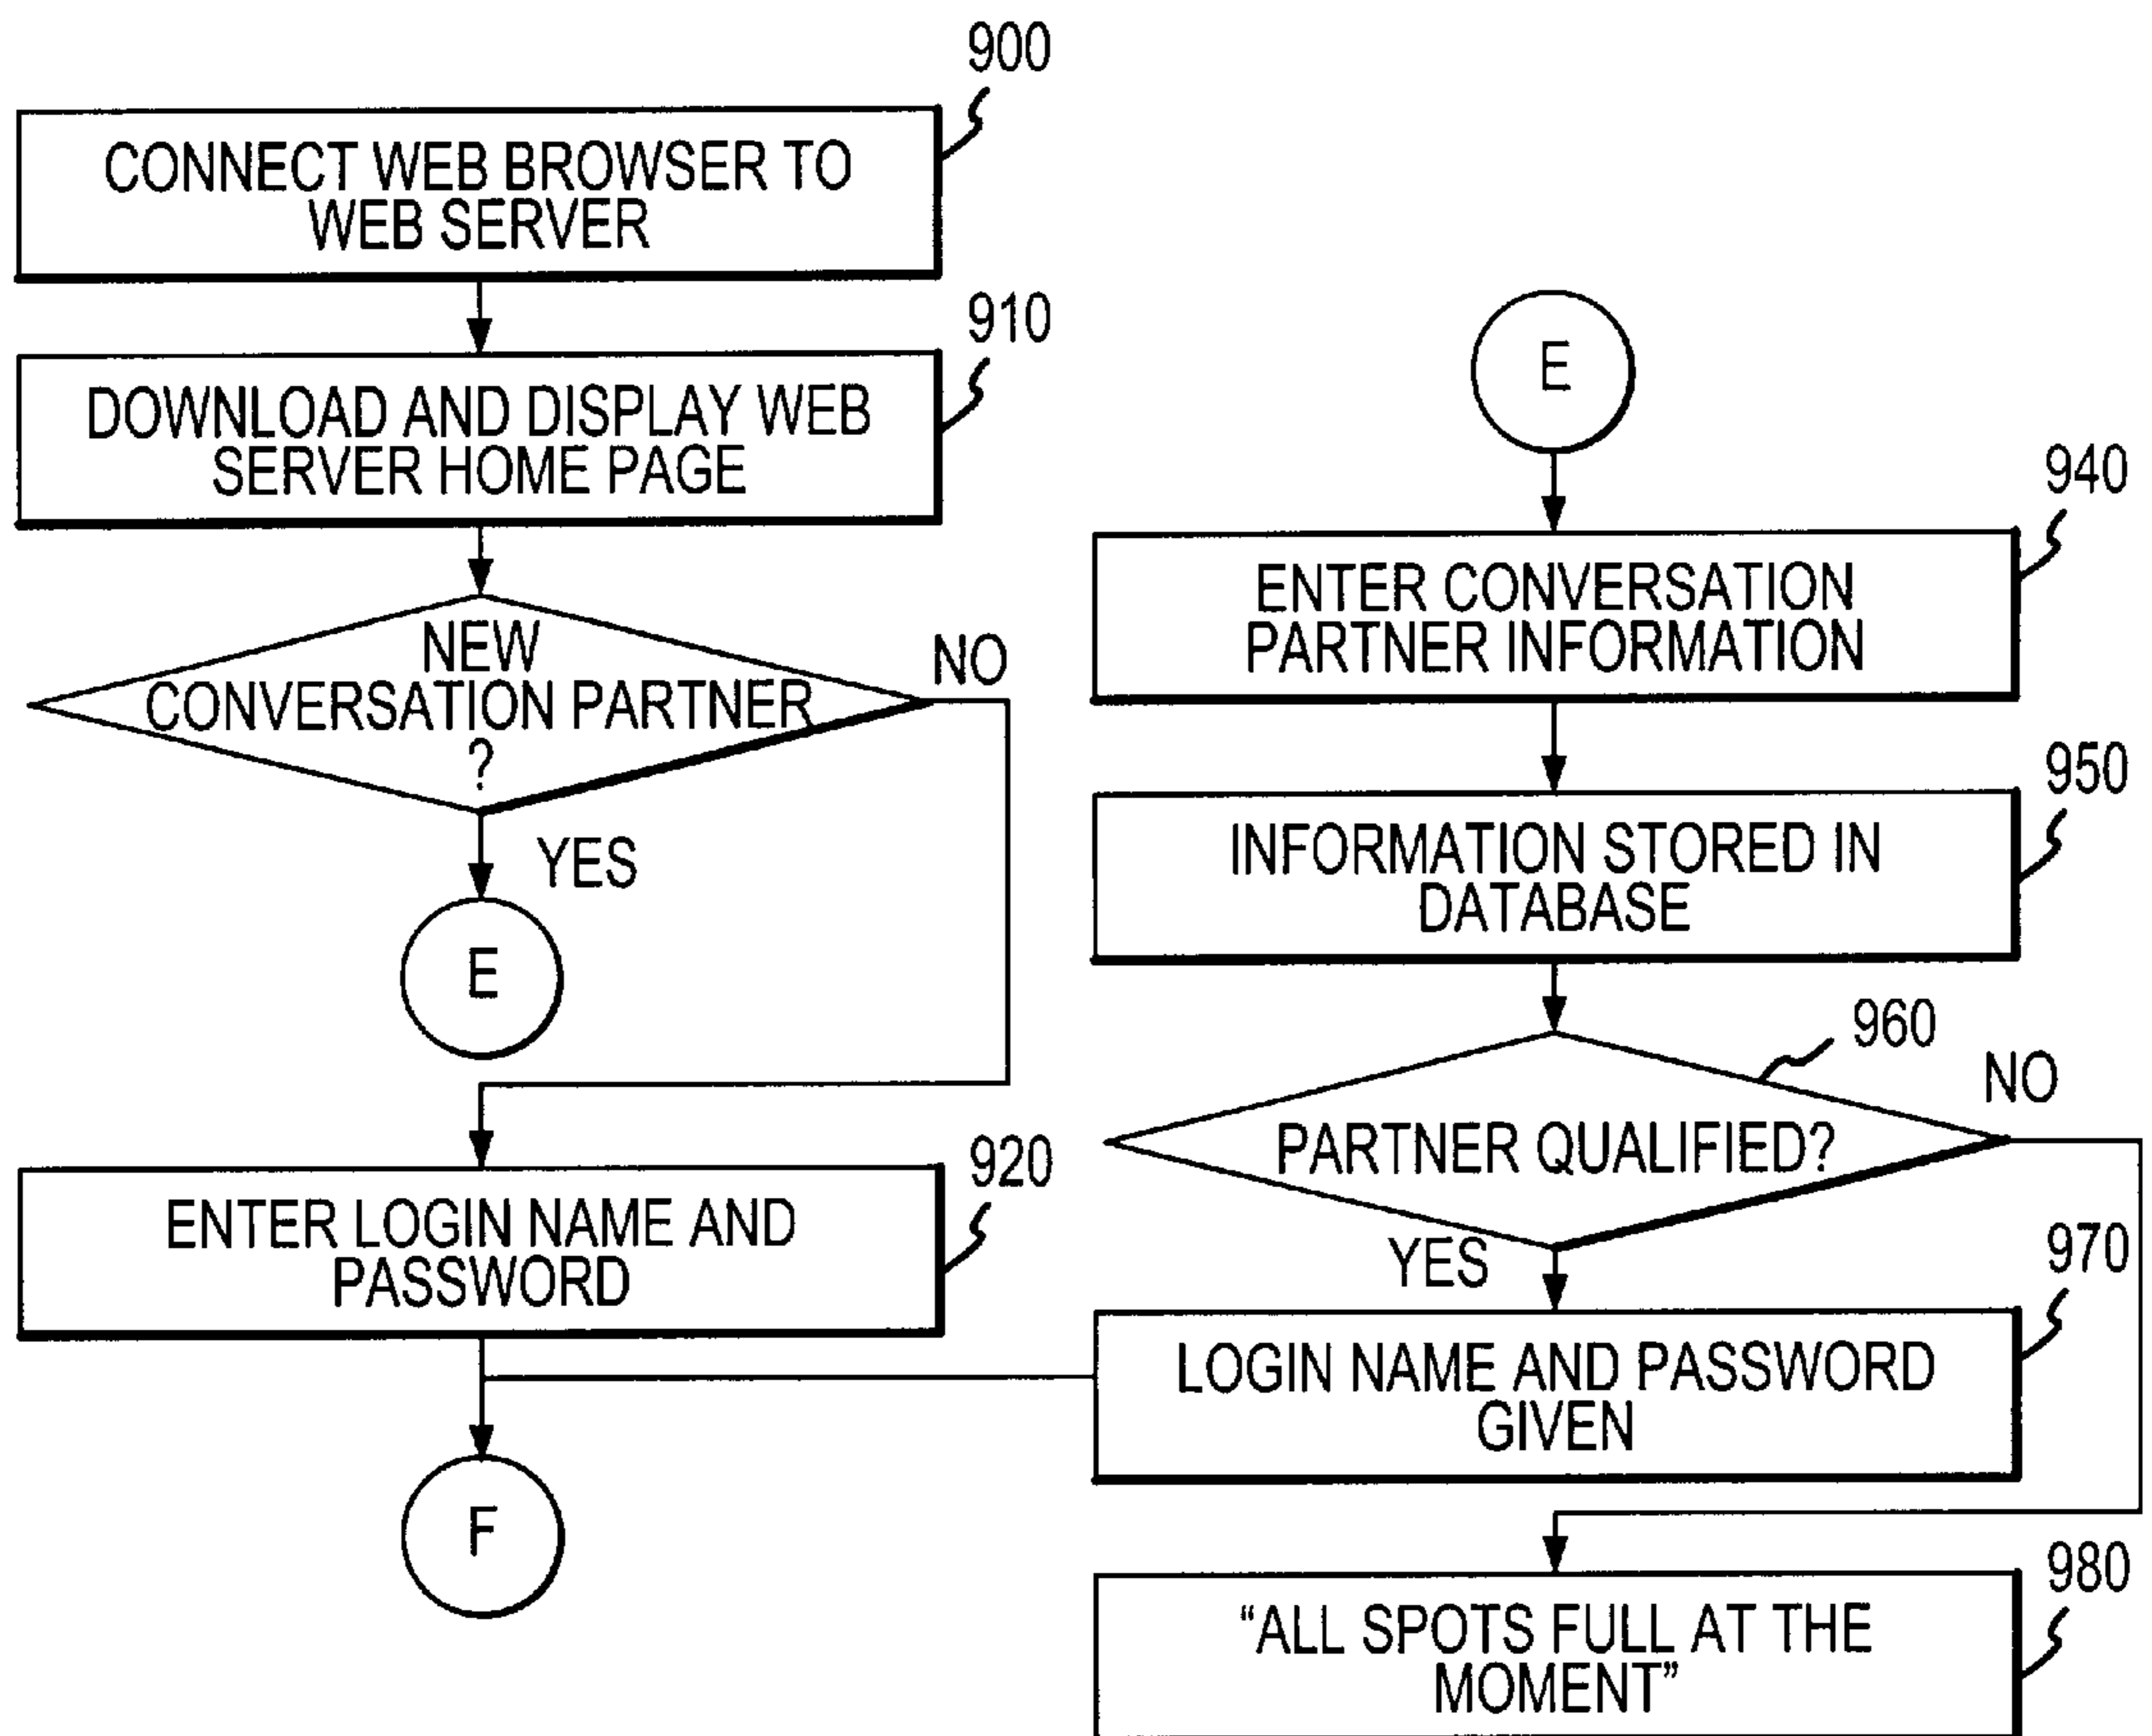 900
CONNECT WEB BROWSER TO
WEB SERVER
910
DOWNLOAD AND DISPLAY WEB
SERVER HOME PAGE
NEW
CONVERSATION PARTNER
?
NO
YES
E
920
ENTER LOGIN NAME AND
PASSWORD
F
E
940
ENTER CONVERSATION
PARTNER INFORMATION
950
INFORMATION STORED IN
DATABASE
960
PARTNER QUALIFIED?
NO
YES
970
LOGIN NAME AND PASSWORD
GIVEN
980
“ALL SPOTS FULL AT THE
MOMENT”